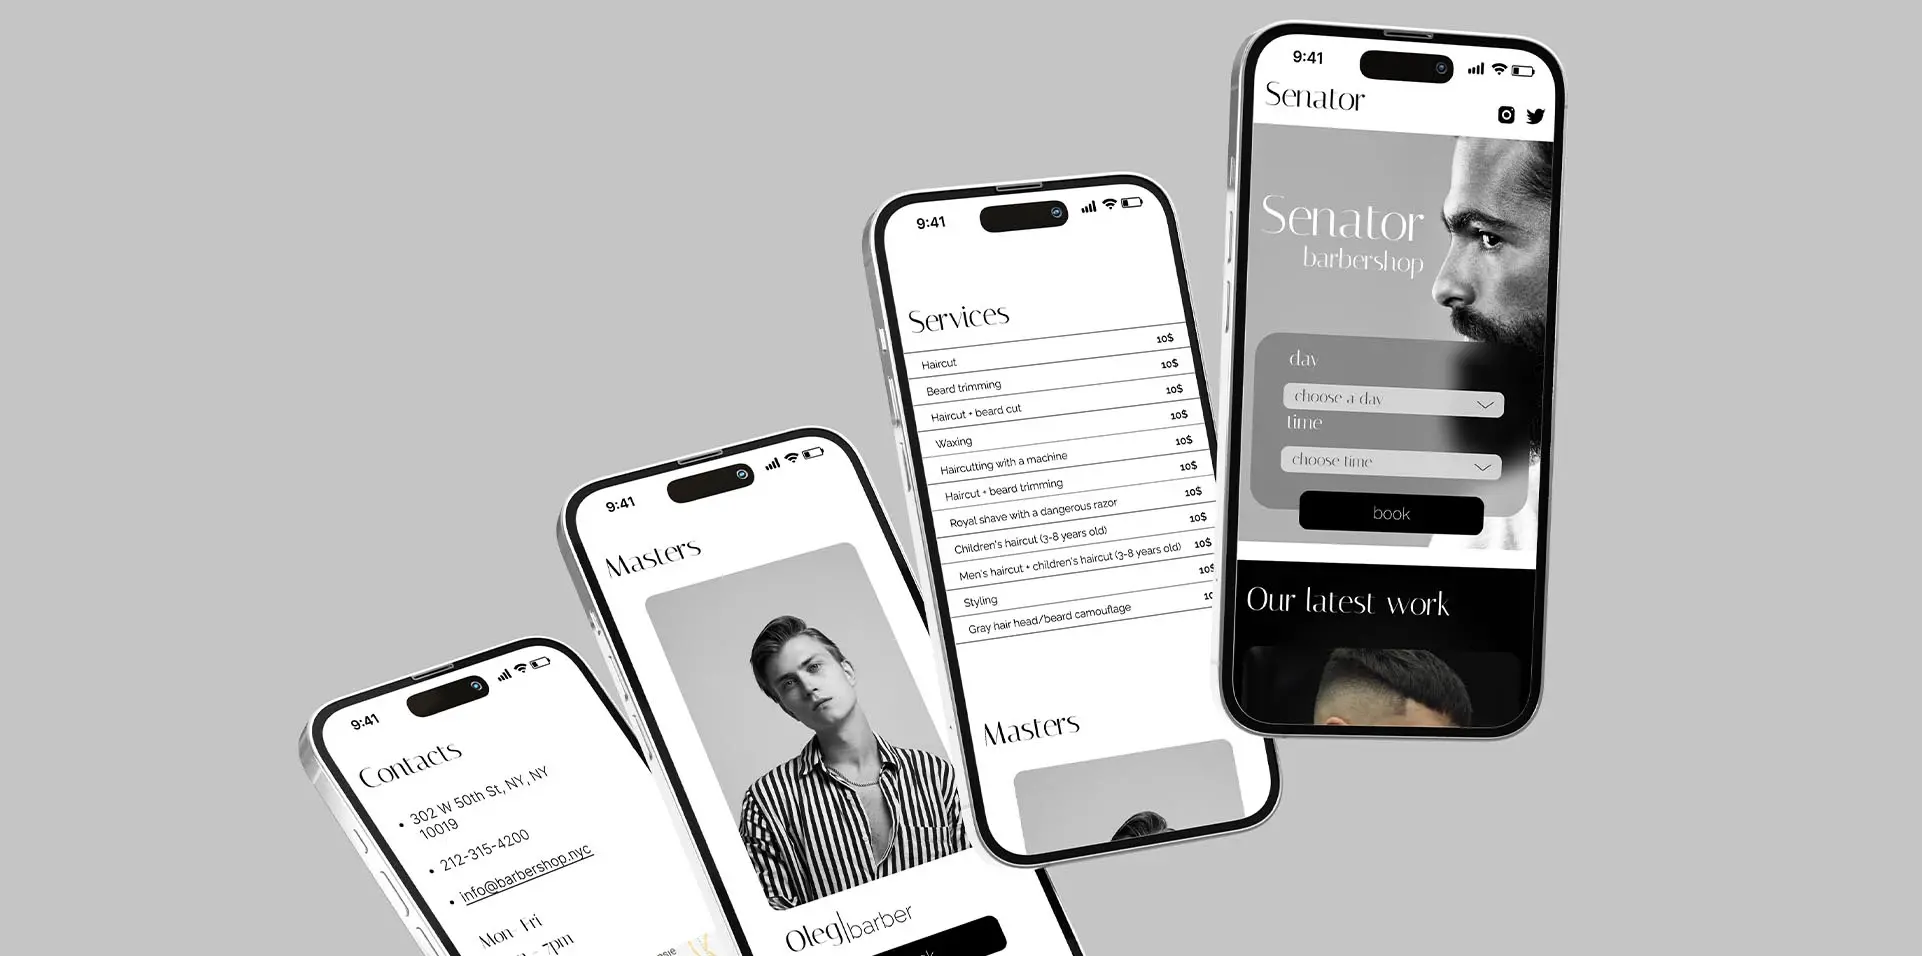 9:41
Contacts
302 W 50th St, NY, NY
10019
212-315-4200
info@barbershop.nyc
Mon- Fri
- 7pm
9:41
Masters
Oleg|barber
9:41
Services
Haircut 10$
Beard trimming 10$
Haircut + beard cut 10$
Waxing 10$
Haircutting with a machine 10$
Haircut + beard trimming 10$
Royal shave with a dangerous razor 10$
Children's haircut (3-8 years old) 10$
Men's haircut + children's haircut (3-8 years old) 10$
Styling 10$
Gray hair head/beard camouflage 10
Masters
9:41
Senator
Senator
barbershop
day
choose a day
time
choose time
book
Our latest work